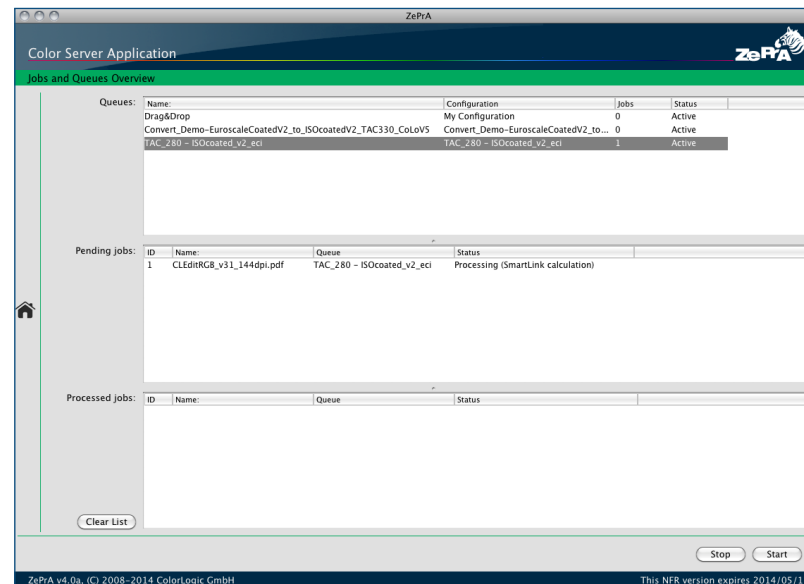 ZePrA
Color Server Application
ZePrA
Jobs and Queues Overview
Queues: Name: Configuration Jobs Status
Drag&Drop My Configuration 0 Active
Convert_Demo-EuroscaleCoatedV2_to_ISOcoatedV2_TAC330_CoLoV5 Convert_Demo-EuroscaleCoatedV2_to... 0 Active
TAC_280 - ISOcoated_v2_eci TAC_280 - ISOcoated_v2_eci 1 Active
Pending jobs: ID Name: Queue Status
1 CLEditRGB_v31_144dpi.pdf TAC_280 - ISOcoated_v2_eci Processing (SmartLink calculation)
Processed jobs: ID Name: Queue Status
Clear List
Stop Start
ZePrA v4.0a, (C) 2008-2014 ColorLogic GmbH This NFR version expires 2014/05/1